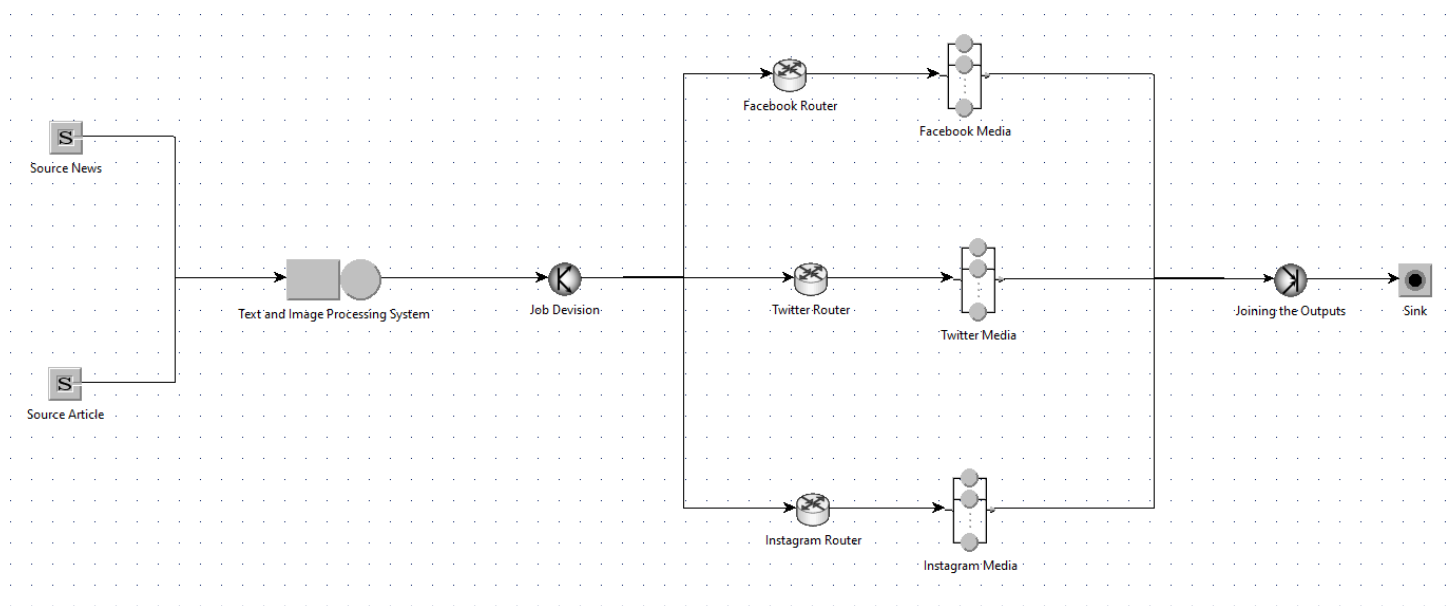 Facebook Router
Facebook Media
S
Source News
Text and Image Processing System
Job Devision
Twitter Router
Twitter Media
Joining the Outputs
Sink
S
Source Article
Instagram Router
Instagram Media